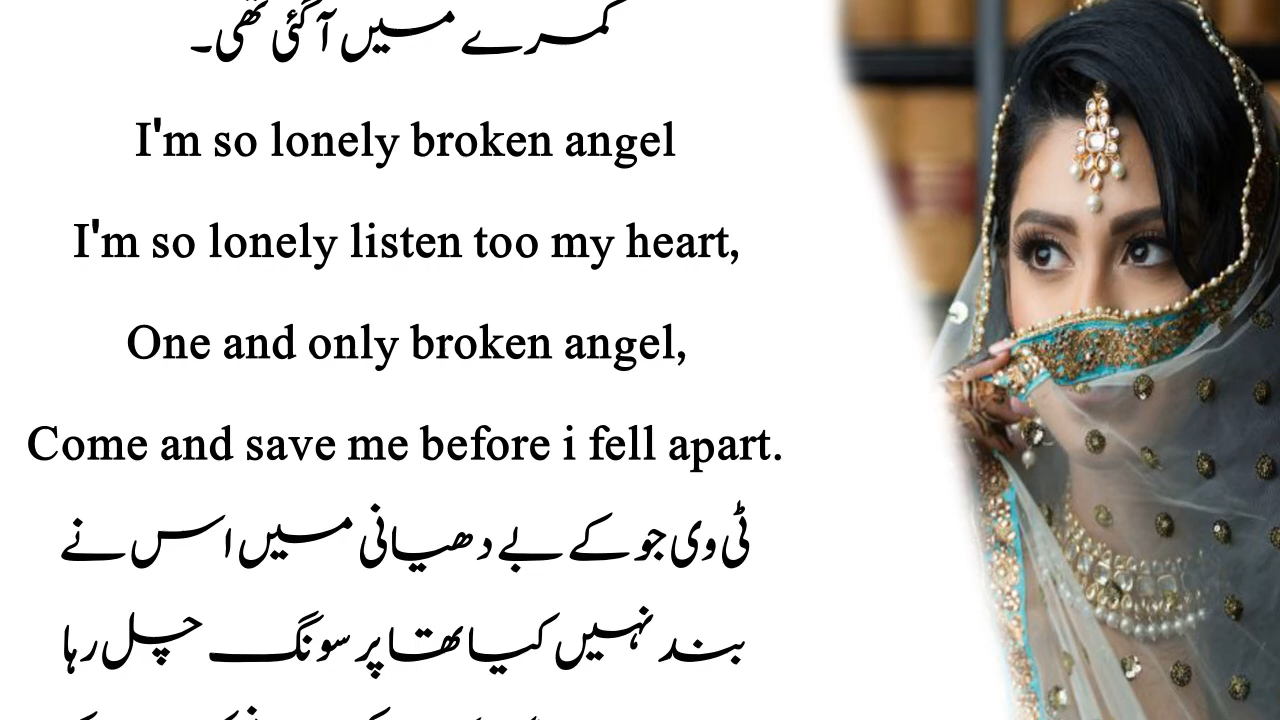 کمرے میں آ گئی تھی۔
I'm so lonely broken angel
I'm so lonely listen too my heart,
One and only broken angel,
Come and save me before i fell apart.
ٹی وی جو کے بے دھیانی میں اس نے
بند نہیں کیا تھا پر سونگ چل رہا